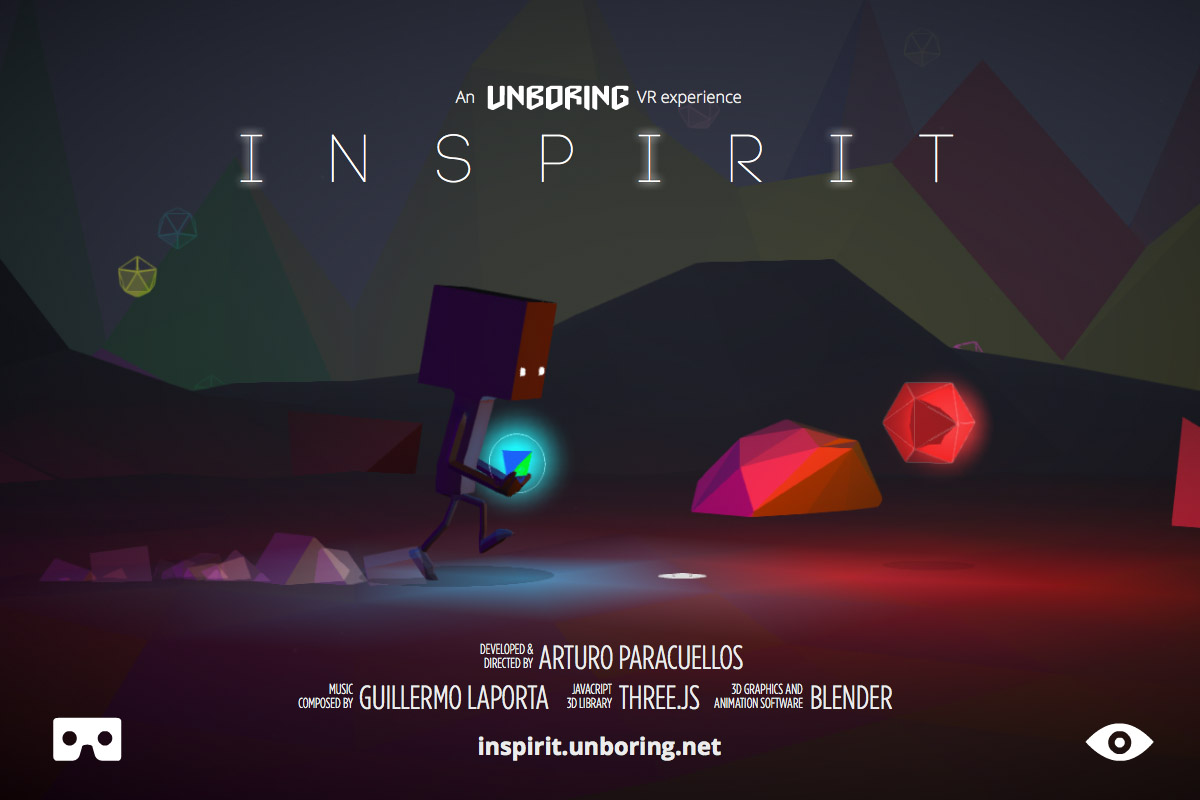 An UNBORING VR experience
INSPIRIT
DEVELOPED & DIRECTED BY ARTURO PARACUELLOS
MUSIC COMPOSED BY GUILLERMO LAPORTA JAVACRIPT 3D LIBRARY THREE.JS 3D GRAPHICS AND ANIMATION SOFTWARE BLENDER
inspirit.unboring.net